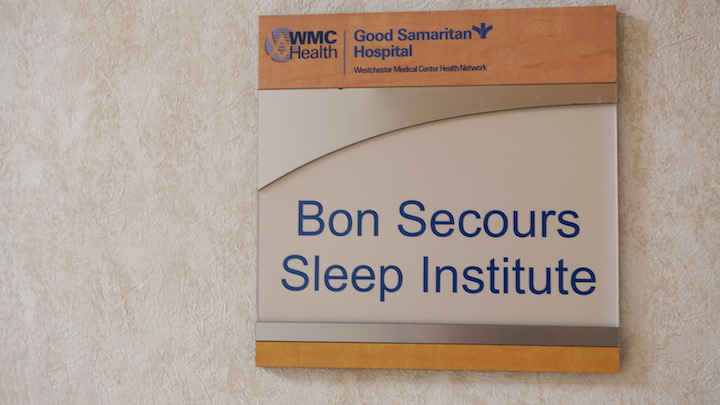 WMC
Health
Good Samaritan
Hospital
Westchester Medical Center Health Network
Bon Secours
Sleep Institute